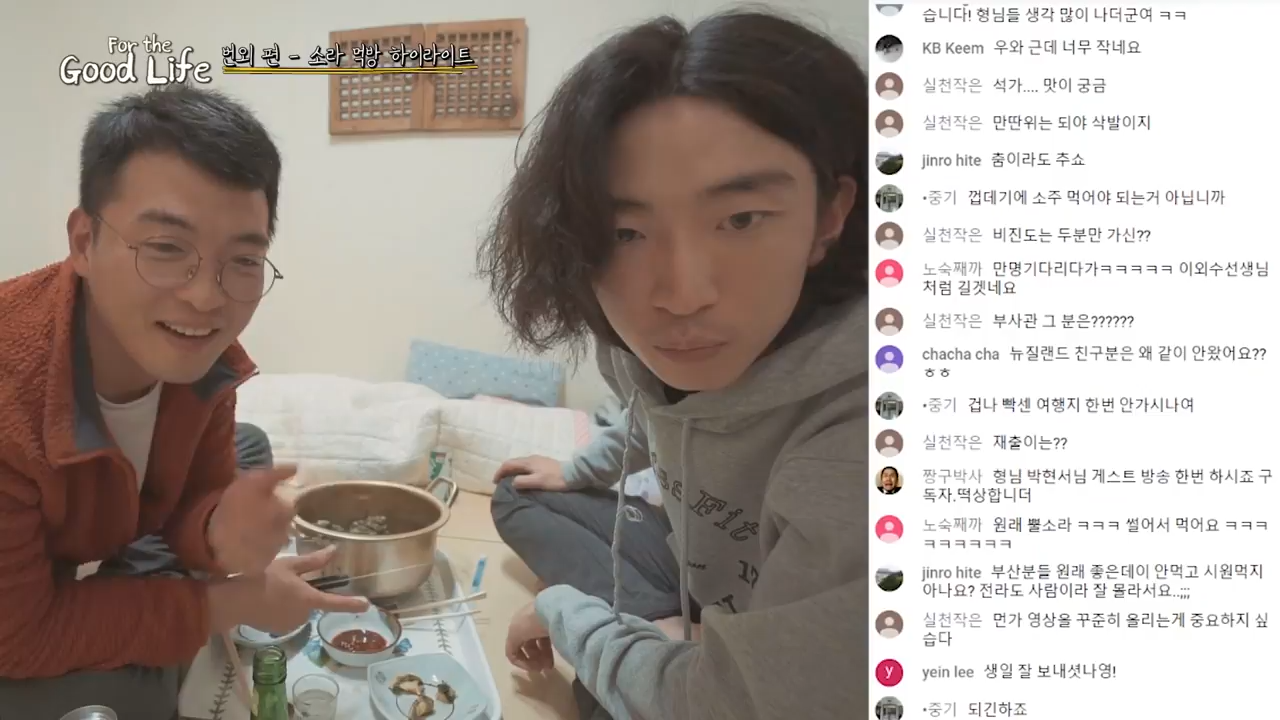 For the
Good Life
번외 편 - 소라 먹방 하이라이트
습니다! 형님들 생각 많이 나더군여 ㅋㅋ
KB Keem 우와 근데 너무 작네요
실천작은 석가.... 맛이 궁금
실천작은 만딴위는 되야 삭발이지
jinro hite 춤이라도 추쇼
•중기 껍데기에 소주 먹어야 되는거 아닙니까
실천작은 비진도는 두분만 가신??
노숙째까 만명기다리다가ㅋㅋㅋㅋㅋ 이외수선생님
처럼 길겟네요
실천작은 부사관 그 분은??????
chacha cha 뉴질랜드 친구분은 왜 같이 안왔어요??
ㅎㅎ
•중기 겁나 빡센 여행지 한번 안가시나여
실천작은 재출이는??
짱구박사 형님 박현서님 게스트 방송 한번 하시죠 구
독자.떡상합니더
노숙째까 원래 뿔소라 ㅋㅋㅋ 썰어서 먹어요 ㅋㅋㅋ
ㅋㅋㅋㅋㅋㅋ
jinro hite 부산분들 원래 좋은데이 안먹고 시원먹지
아나요? 전라도 사람이라 잘 몰라서요..;;;
실천작은 먼가 영상을 꾸준히 올리는게 중요하지 싶
습다
y
yein lee 생일 잘 보내셧나영!
•중기 되긴하죠